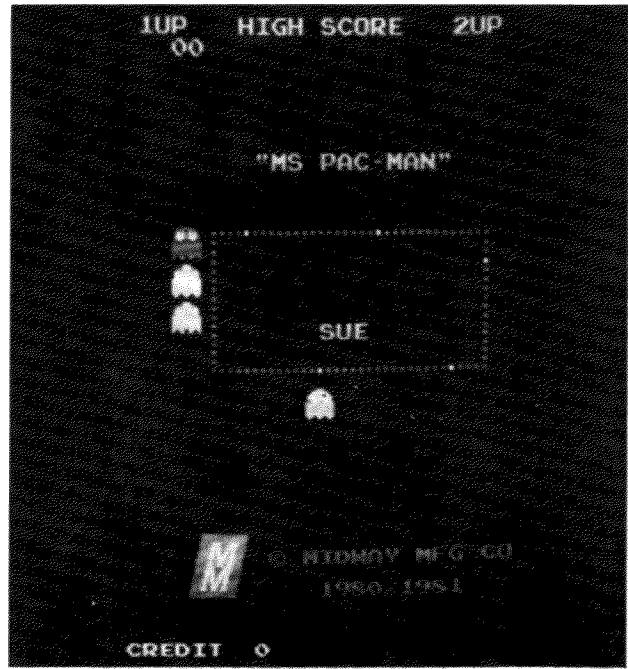 1UP HIGH SCORE 2UP
00
"MS PAC-MAN"
SUE
M
M
© MIDWAY MFG CO
1980,1981
CREDIT 0